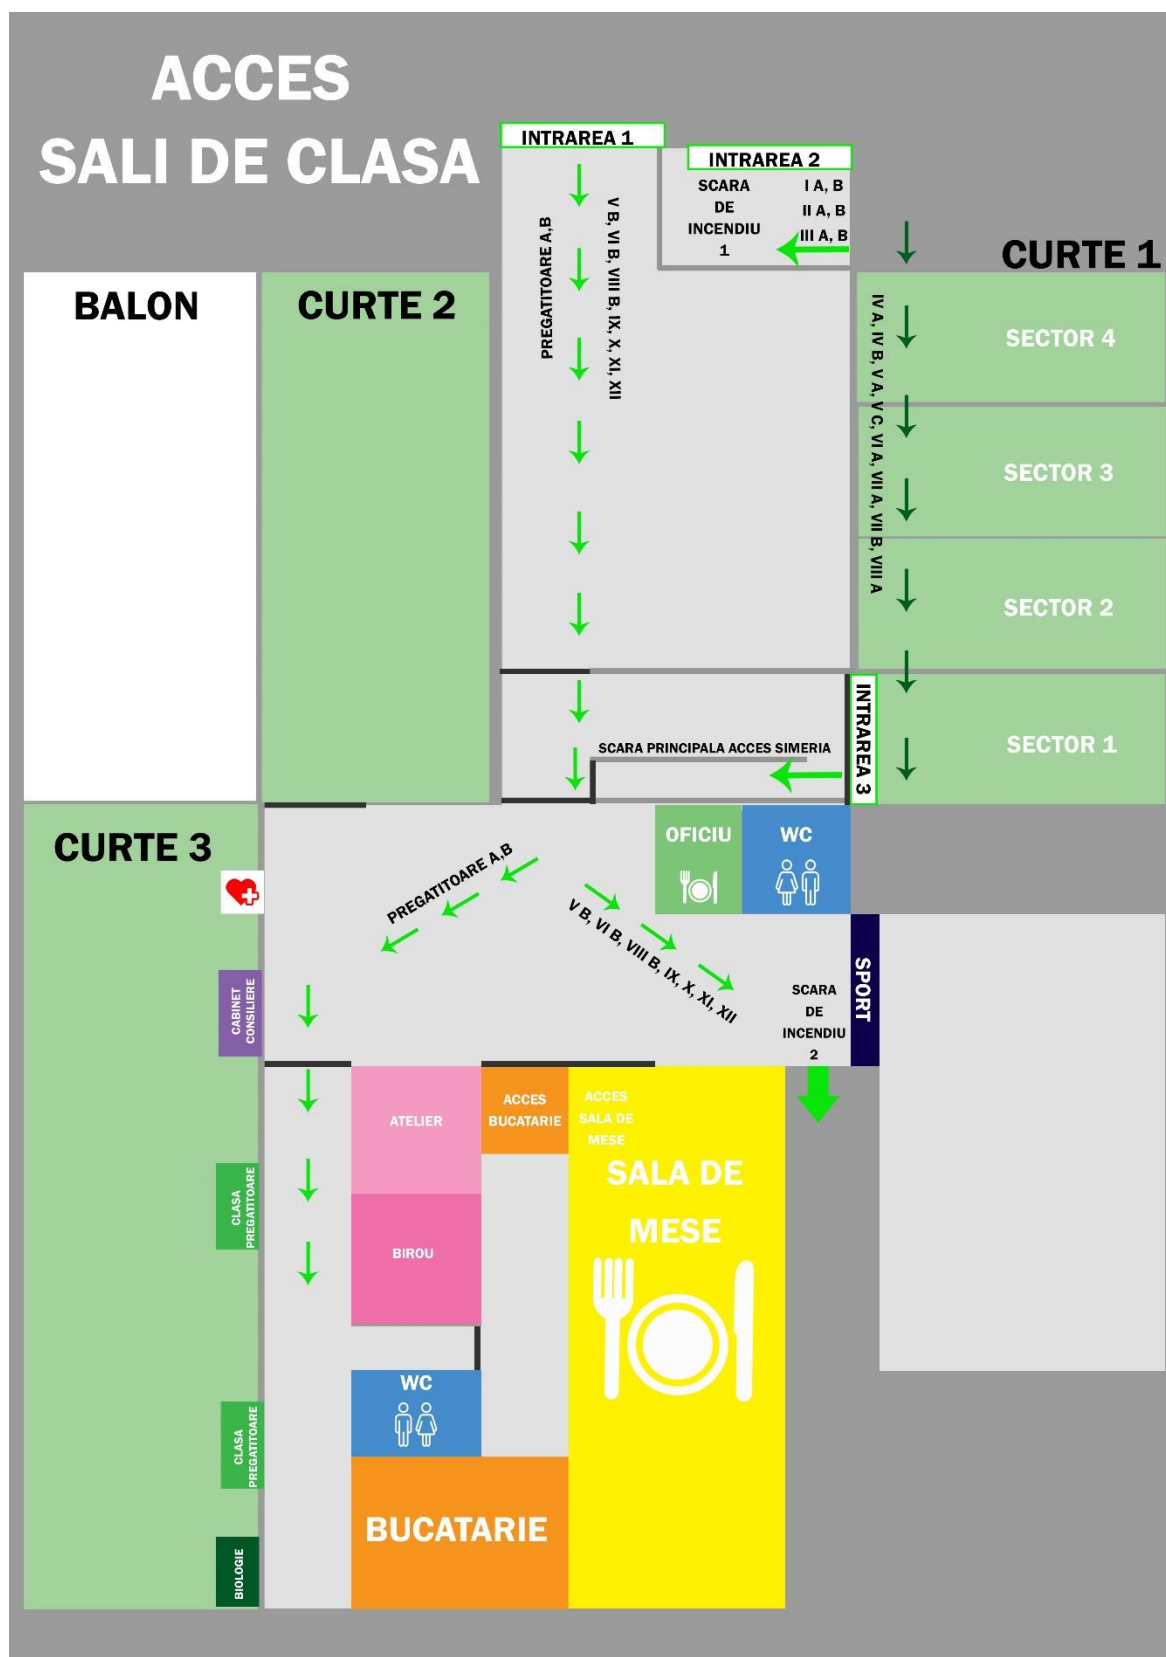 ACCES
SALI DE CLASA
INTRAREA 1
INTRAREA 2
SCARA
DE
INCENDIU
1
I A, B
II A, B
III A, B
PREGATITOARE A,B
V B, VI B, VIII B, IX, X, XI, XII
CURTE 1
BALON
CURTE 2
IV A, IV B, V A, V C, VI A, VII A, VII B, VIII A
SECTOR 4
SECTOR 3
SECTOR 2
SECTOR 1
INTRAREA 3
SCARA PRINCIPALA ACCES SIMERIA
CURTE 3
OFICIU
WC
PREGATITOARE A,B
V B, VI B, VIII B, IX, X, XI, XII
SCARA
DE
INCENDIU
2
SPORT
CABINET
CONSILIERE
ATELIER
ACCES
BUCATARIE
ACCES
SALA DE
MESE
SALA DE
MESE
CLASA
PREGATITOARE
BIROU
WC
CLASA
PREGATITOARE
BUCATARIE
BIOLOGIE